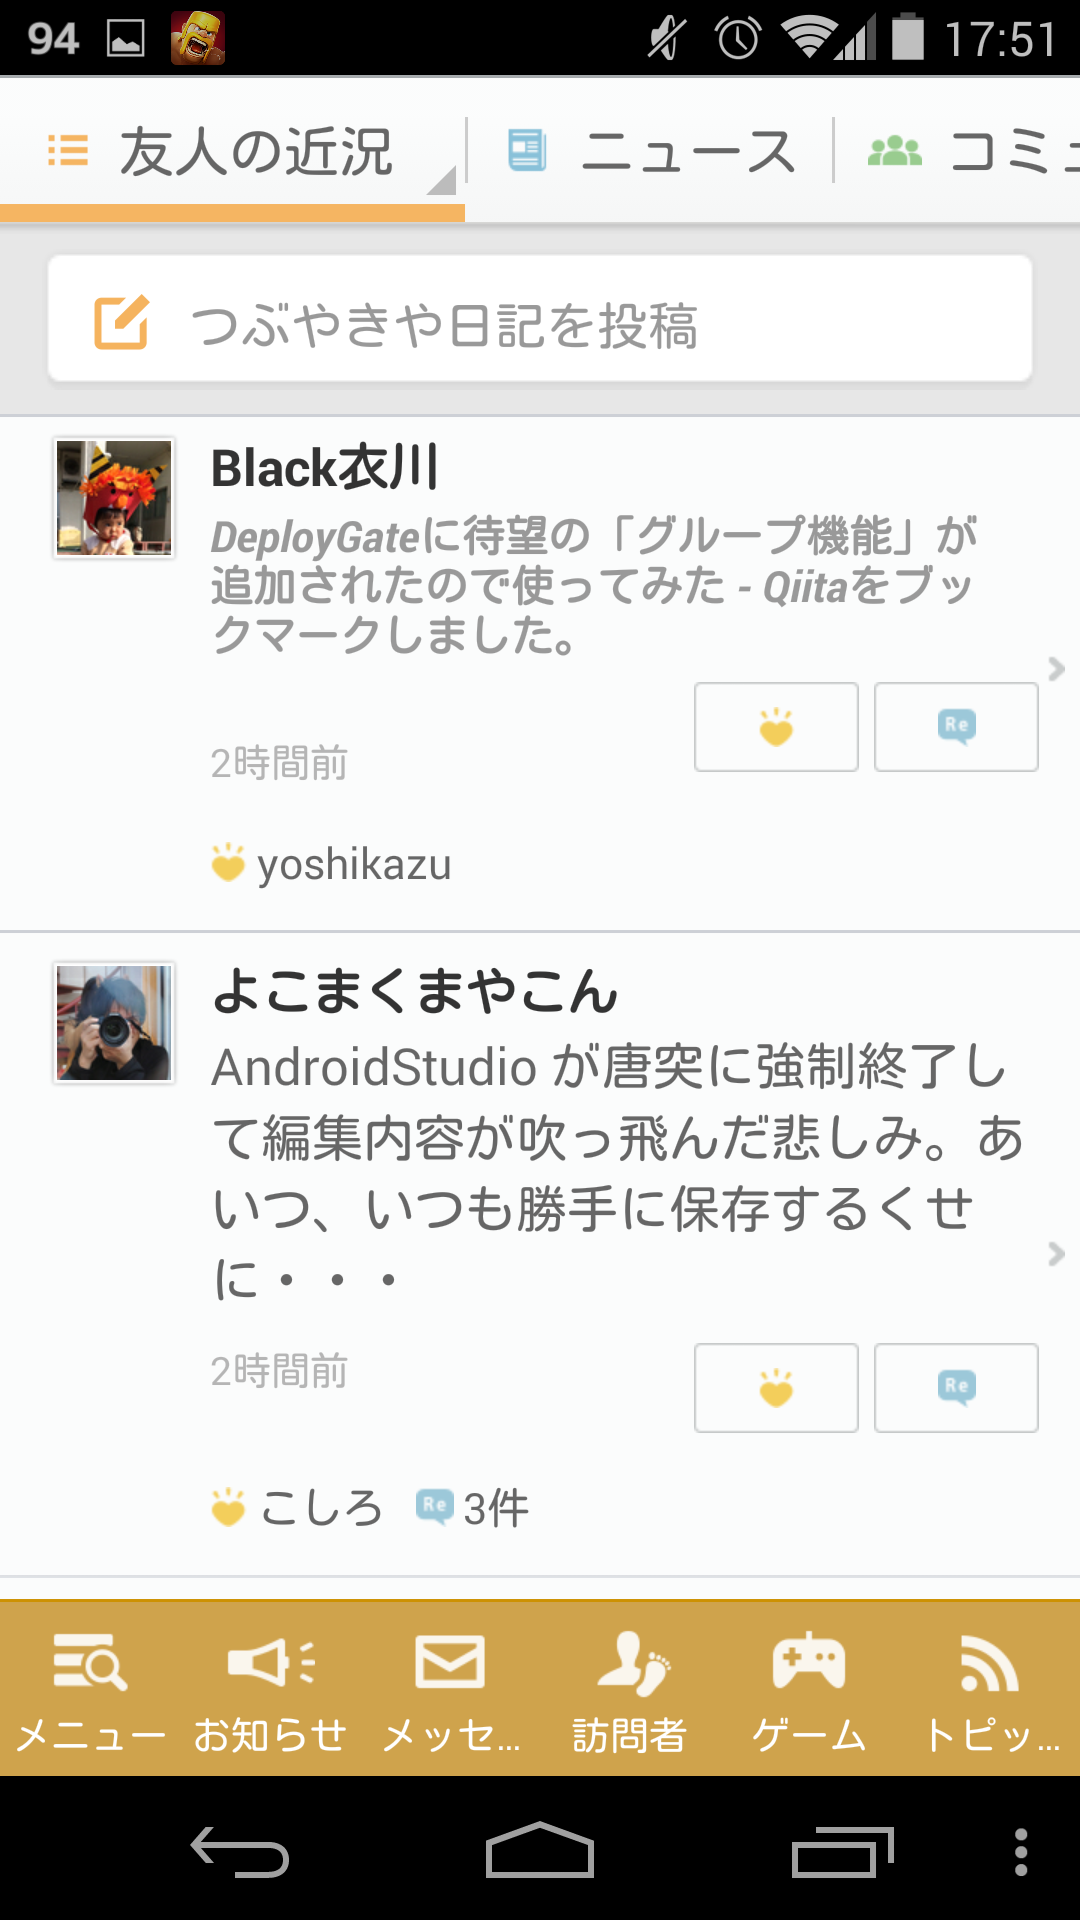 94 17:51
友人の近況 ニュース コミュ
つぶやきや日記を投稿
Black衣川
DeployGateに待望の「グループ機能」が
追加されたので使ってみた - Qiitaをブッ
クマークしました。
Re
2時間前
yoshikazu
よこまくまやこん
AndroidStudio が唐突に強制終了し
て編集内容が吹っ飛んだ悲しみ。あ
いつ、いつも勝手に保存するくせ
に・・・
2時間前
Re
こしろ Re 3件
メニュー お知らせ メッセ... 訪問者 ゲーム トピッ...